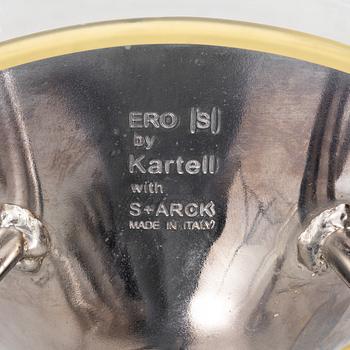 ERO |S|
by
Kartell
with
S+ARCK
MADE IN ITALY